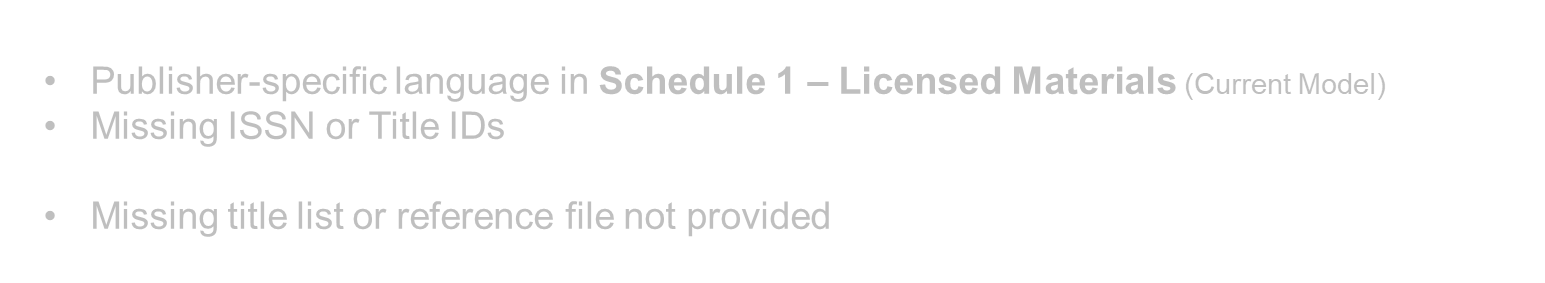 • Publisher-specific language in Schedule 1 – Licensed Materials (Current Model)
• Missing ISSN or Title IDs
• Missing title list or reference file not provided